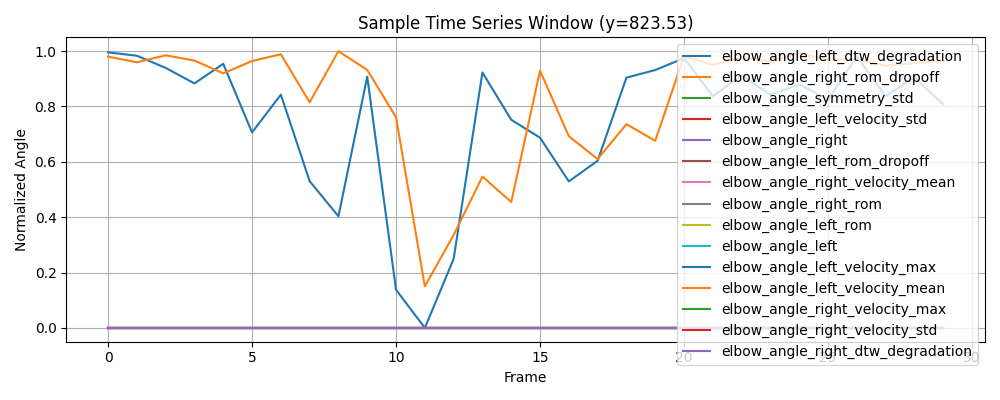 Sample Time Series Window (y=823.53)
Normalized Angle
1.0
0.8
0.6
0.4
0.2
0.0
0 5 10 15 20 25 30
Frame
elbow_angle_left_dtw_degradation
elbow_angle_right_rom_dropoff
elbow_angle_symmetry_std
elbow_angle_left_velocity_std
elbow_angle_right
elbow_angle_left_rom_dropoff
elbow_angle_right_velocity_mean
elbow_angle_right_rom
elbow_angle_left_rom
elbow_angle_left
elbow_angle_left_velocity_max
elbow_angle_left_velocity_mean
elbow_angle_right_velocity_max
elbow_angle_right_velocity_std
elbow_angle_right_dtw_degradation